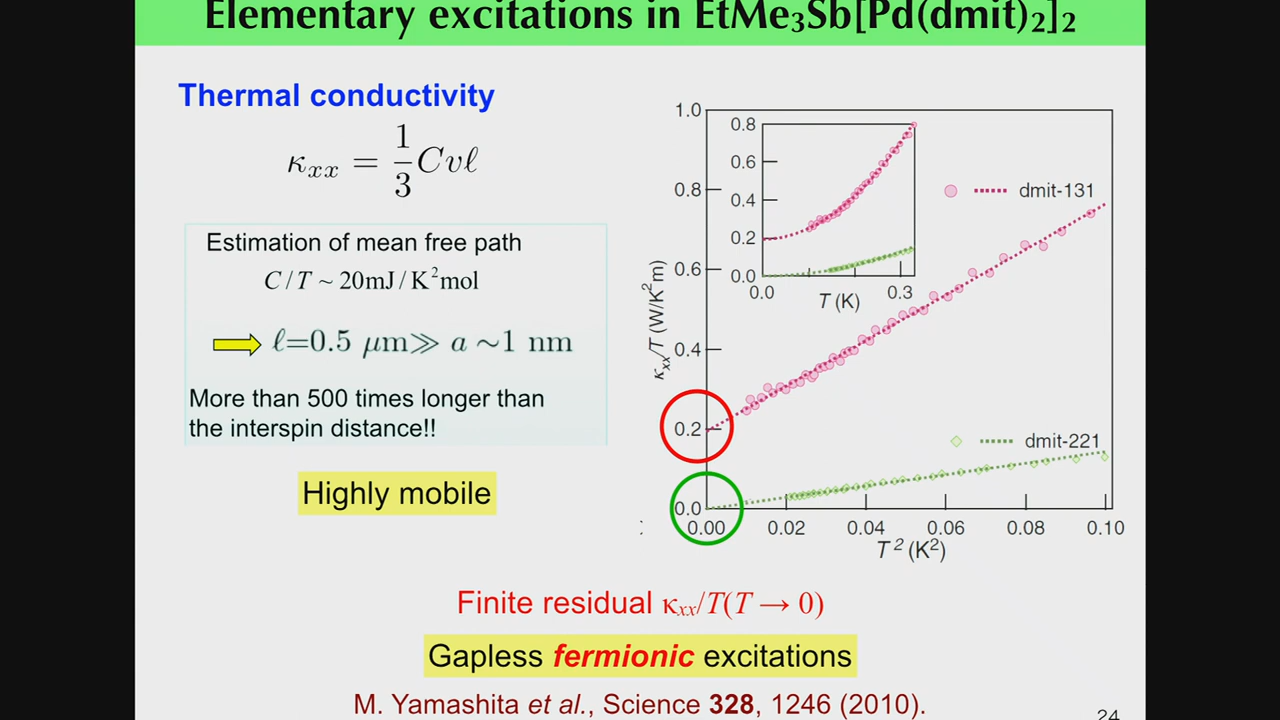 Elementary excitations in EtMe₃Sb[Pd(dmit)₂]₂
Thermal conductivity
κxx = 1/3 Cvℓ
Estimation of mean free path
C/T ~ 20mJ/K²mol
ℓ=0.5 μm≫ a ~1 nm
More than 500 times longer than
the interspin distance!!
Highly mobile
κxx/T (W/K²m)
1.0
0.8
0.6
0.4
0.2
0.0
0.00
0.02
0.04
0.06
0.08
0.10
T² (K²)
0.8
0.6
0.4
0.2
0.0
0.0
0.3
T (K)
dmit-131
dmit-221
Finite residual κxx/T(T → 0)
Gapless fermionic excitations
M. Yamashita et al., Science 328, 1246 (2010).
24